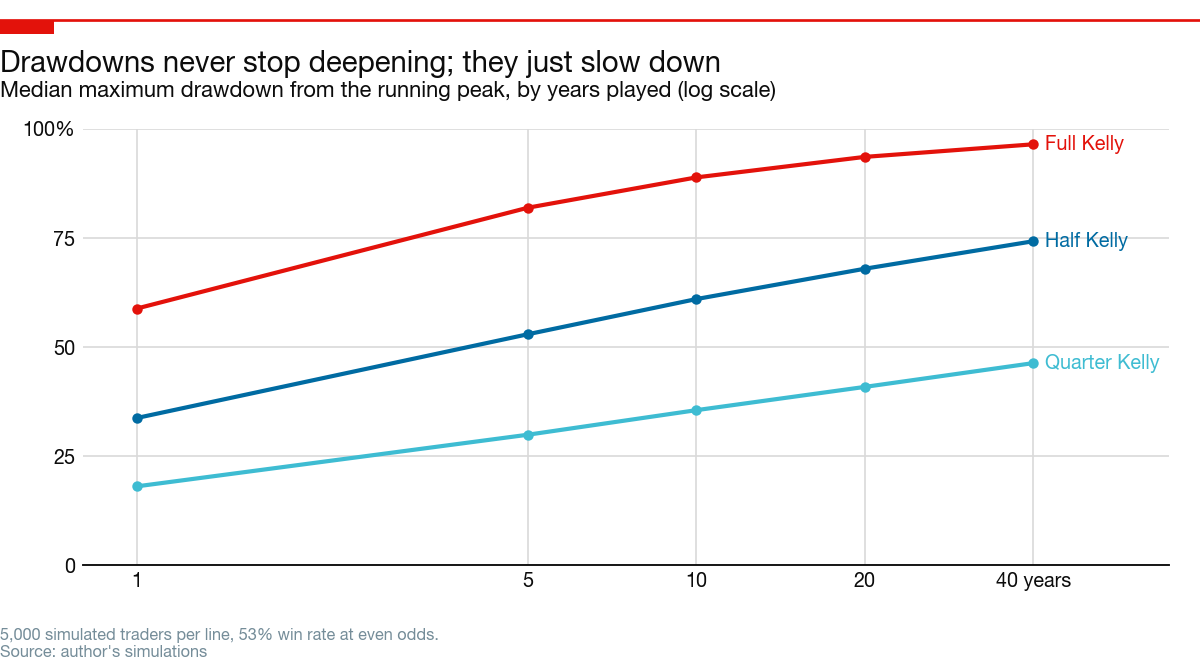 Drawdowns never stop deepening; they just slow down
Median maximum drawdown from the running peak, by years played (log scale)
100%
Full Kelly
75
Half Kelly
50
Quarter Kelly
25
0
1 5 10 20 40 years
5,000 simulated traders per line, 53% win rate at even odds.
Source: author's simulations